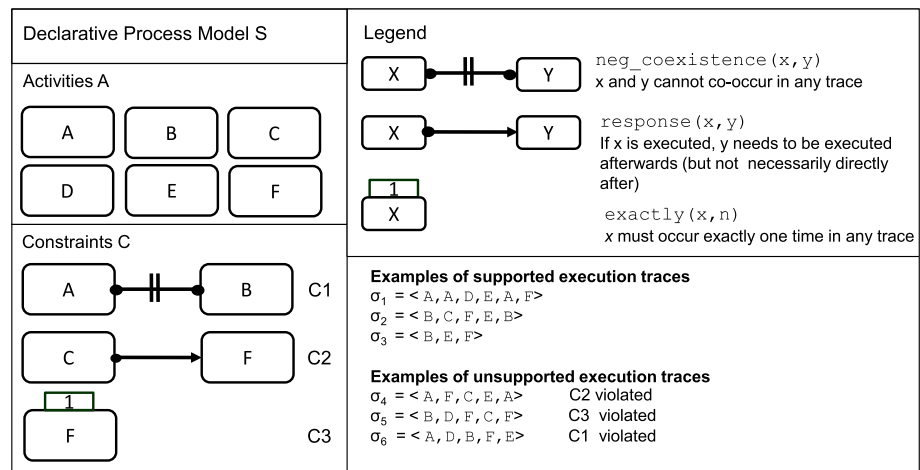 Declarative Process Model S
Activities A
A
B
C
D
E
F
Constraints C
A
B
C1
C
F
C2
1
F
C3
Legend
X
Y
neg_coexistence(x,y)
x and y cannot co-occur in any trace
X
Y
response(x,y)
If x is executed, y needs to be executed
afterwards (but not necessarily directly
after)
1
X
exactly(x,n)
x must occur exactly one time in any trace
Examples of supported execution traces
σ1 = < A,A,D,E,A,F>
σ2 = < B,C,F,E,B>
σ3 = < B,E,F>
Examples of unsupported execution traces
σ4 = < A,F,C,E,A> C2 violated
σ5 = < B,D,F,C,F> C3 violated
σ6 = < A,D,B,F,E> C1 violated